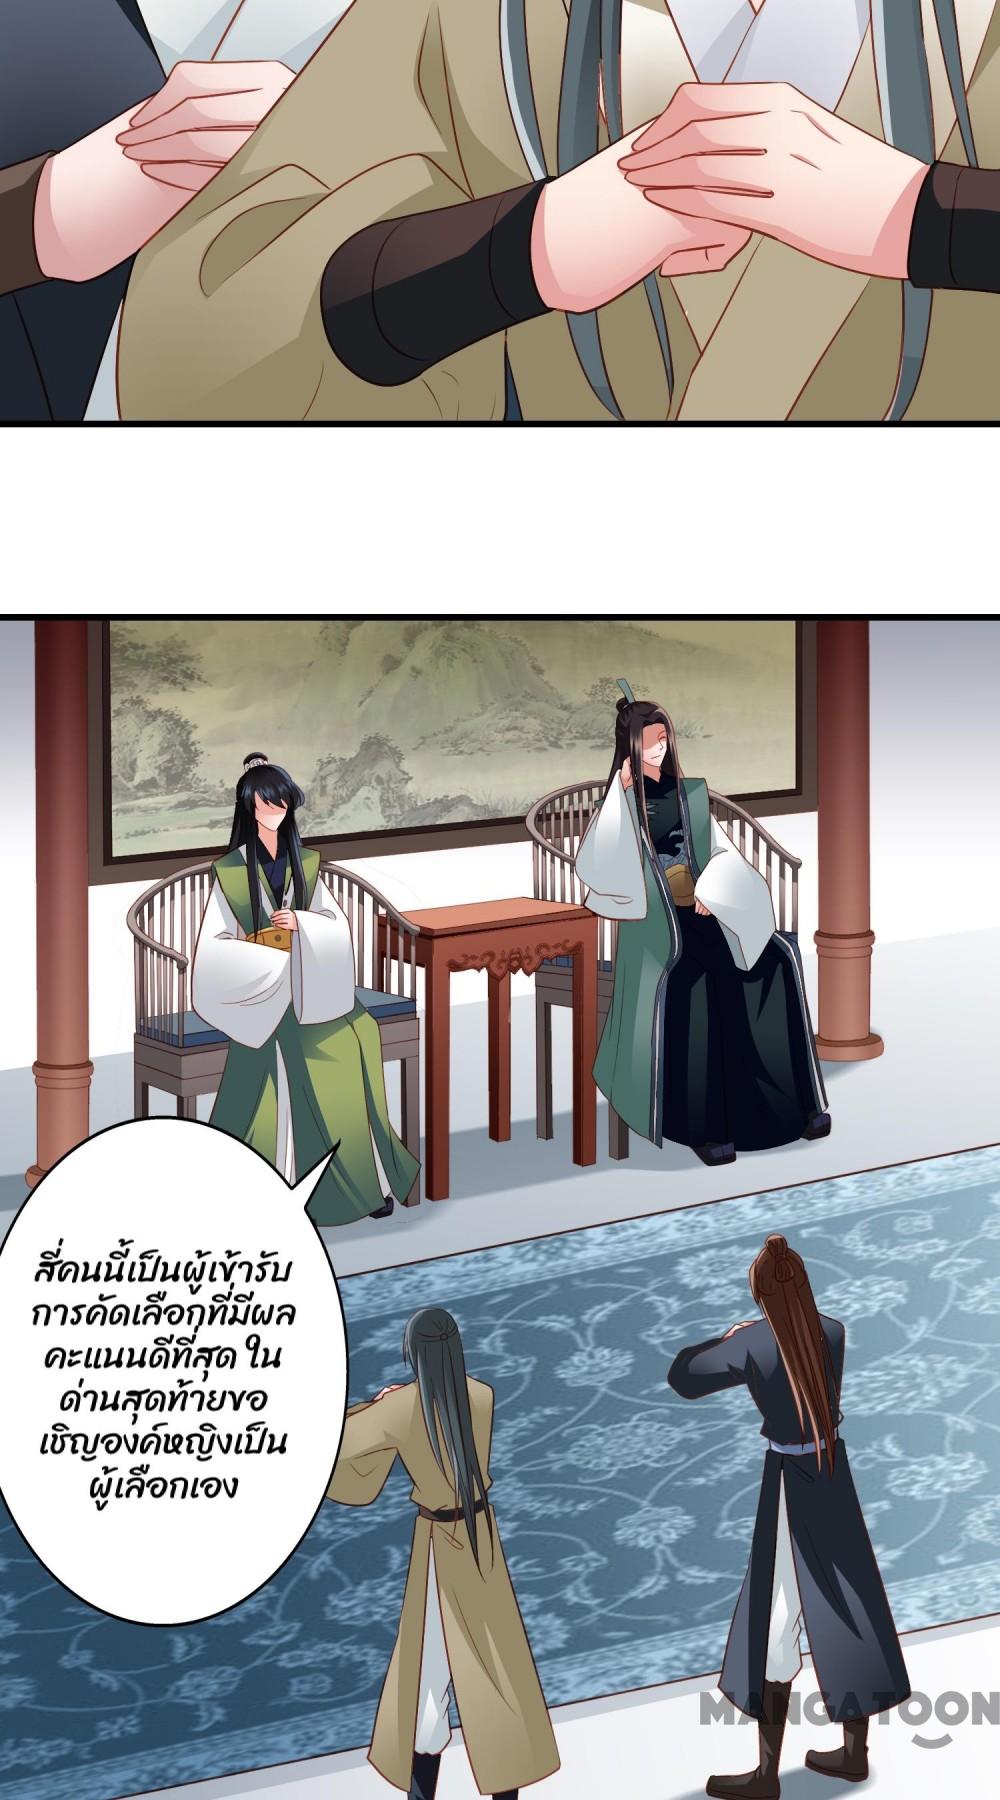 สี่คนนี้เป็นผู้เข้ารับ
การคัดเลือกที่มีผล
คะแนนดีที่สุด ใน
ด่านสุดท้ายขอ
เชิญองค์หญิงเป็น
ผู้เลือกเอง
MANGATOON